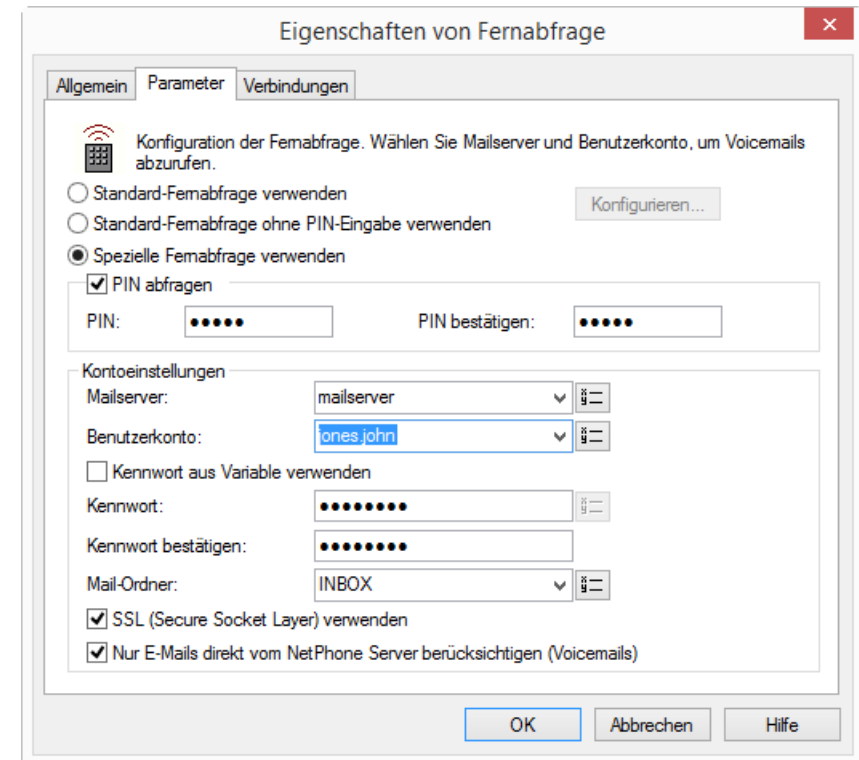 Eigenschaften von Fernabfrage
Allgemein Parameter Verbindungen
Konfiguration der Fernabfrage. Wählen Sie Mailserver und Benutzerkonto, um Voicemails
abzurufen.
Standard-Fernabfrage verwenden
Konfigurieren...
Standard-Fernabfrage ohne PIN-Eingabe verwenden
Spezielle Fernabfrage verwenden
PIN abfragen
PIN: ●●●●● PIN bestätigen: ●●●●●
Kontoeinstellungen
Mailserver: mailserver
Benutzerkonto: jones.john
Kennwort aus Variable verwenden
Kennwort: ●●●●●●●●
Kennwort bestätigen: ●●●●●●●●
Mail-Ordner: INBOX
SSL (Secure Socket Layer) verwenden
Nur E-Mails direkt vom NetPhone Server berücksichtigen (Voicemails)
OK Abbrechen Hilfe